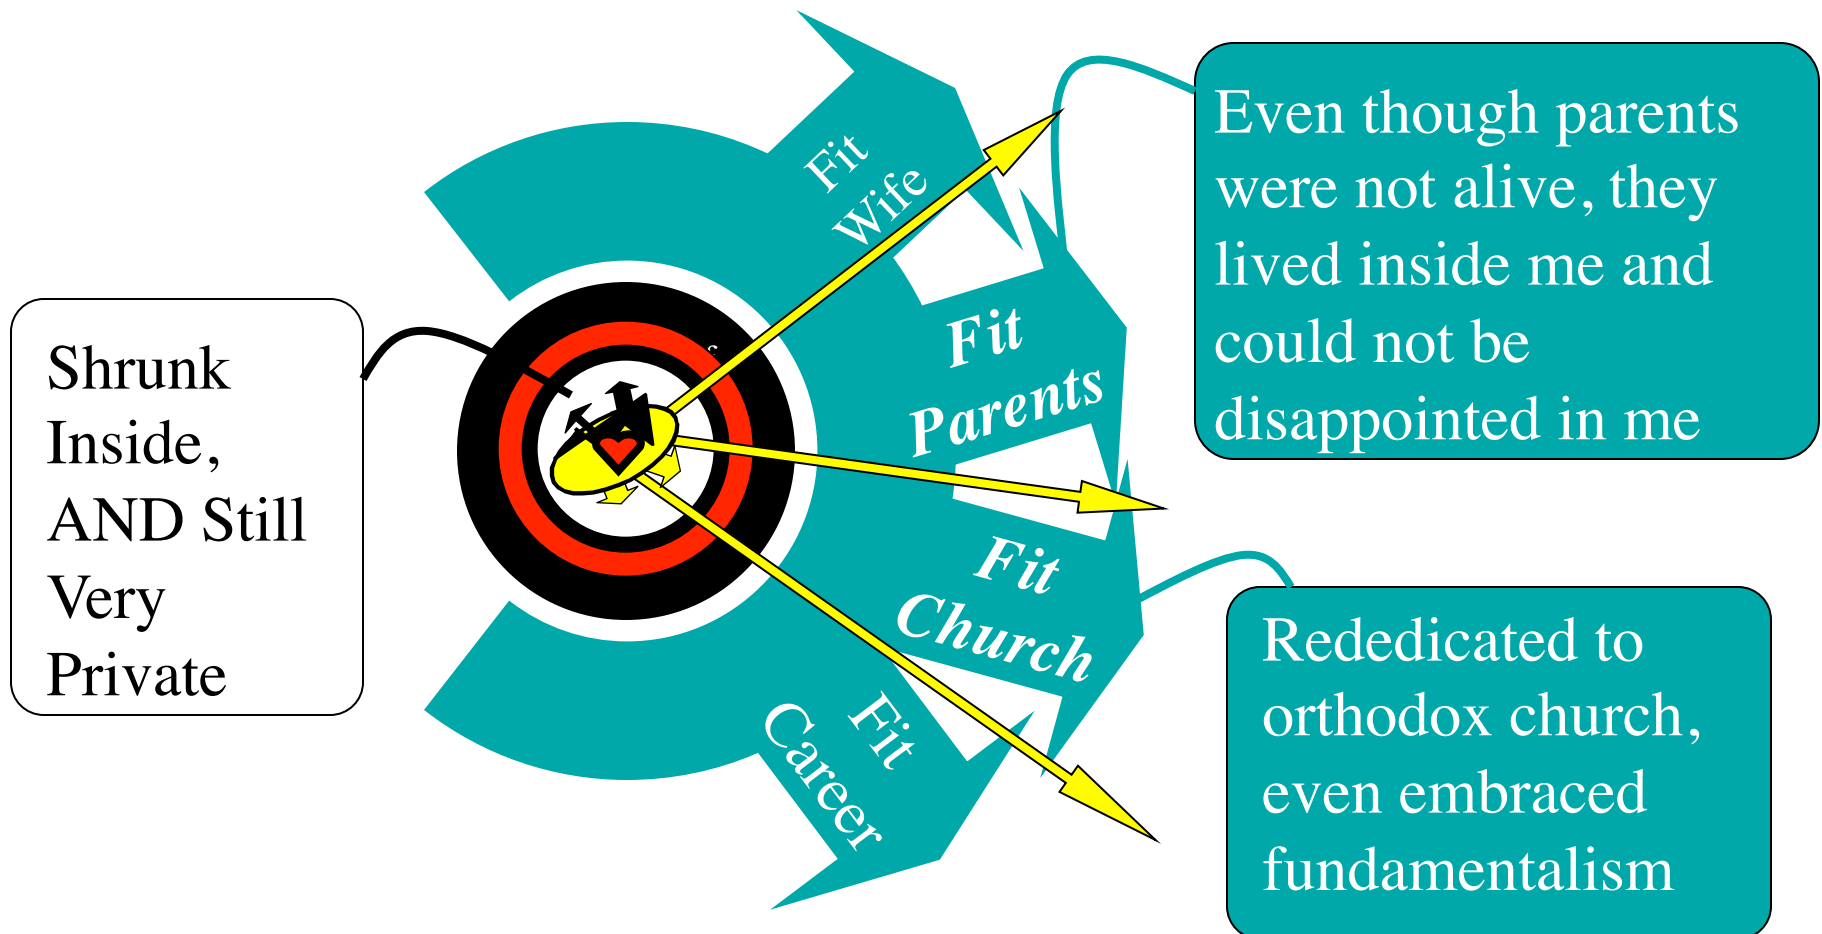 Shrunk
Inside,
AND Still
Very
Private
Fit
Wife
Fit
Parents
Fit
Church
Fit
Career
Even though parents
were not alive, they
lived inside me and
could not be
disappointed in me
Rededicated to
orthodox church,
even embraced
fundamentalism